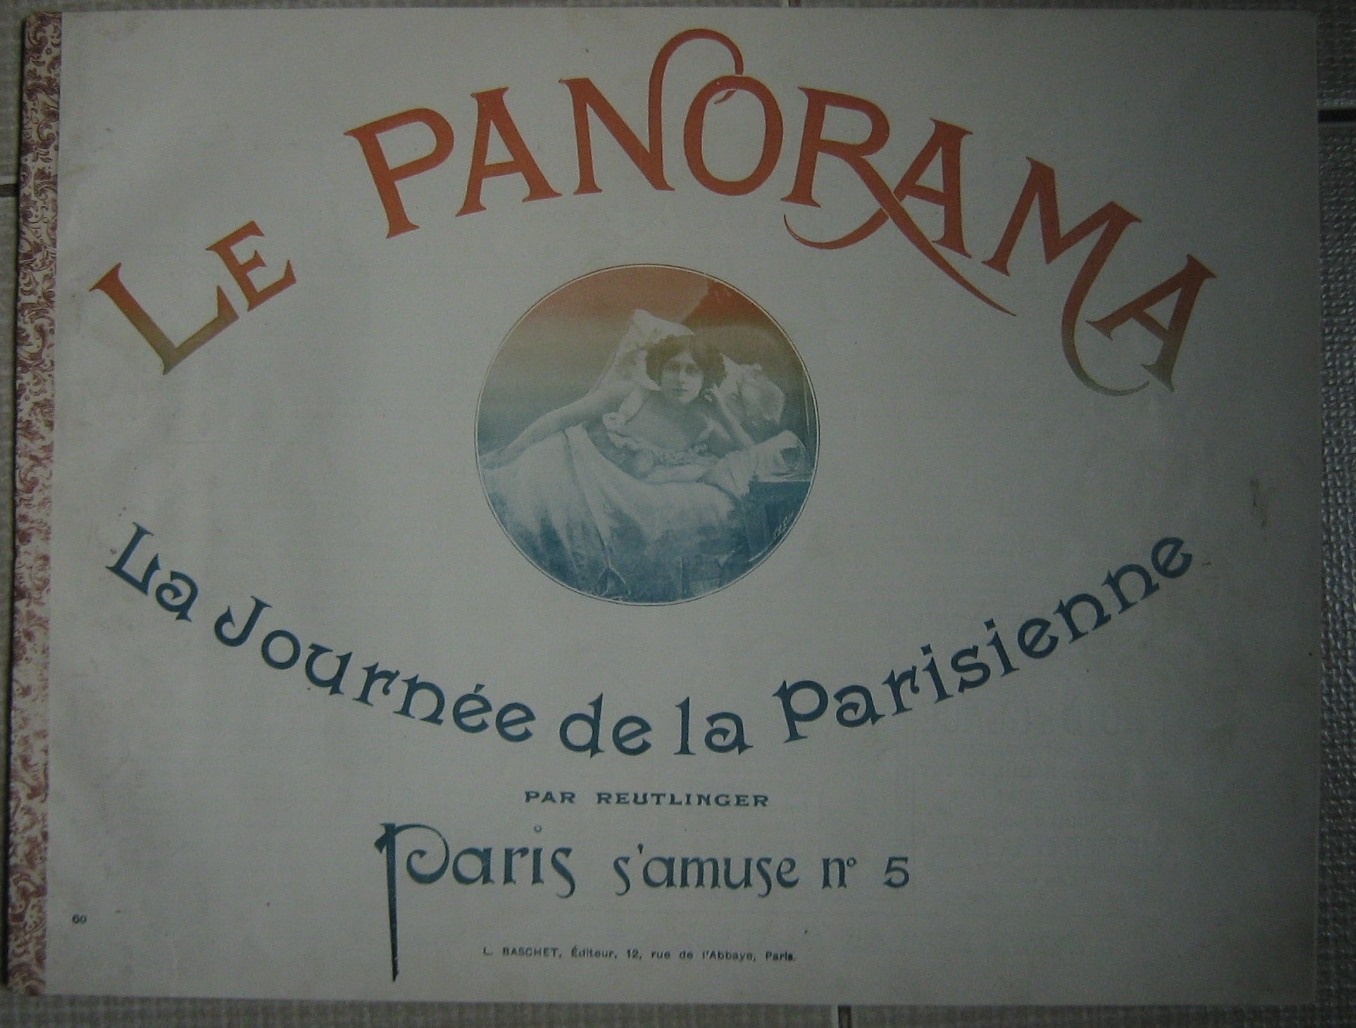 LE PANORAMA
La Journée de la Parisienne
PAR REUTLINGER
Paris s'amuse nº 5
60
L. BASCHET, Éditeur, 12, rue de l'Abbaye, Paris.